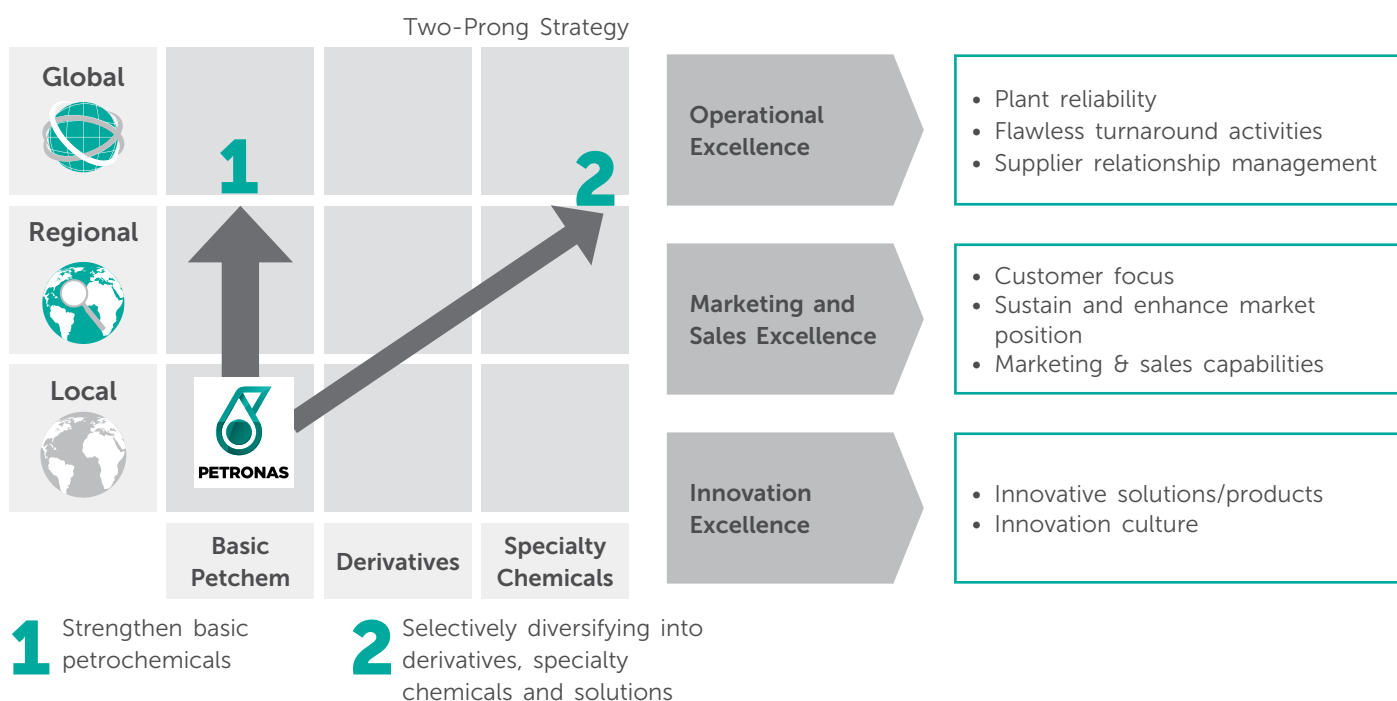 Two-Prong Strategy
Global
1
2
Regional
Local
PETRONAS
Basic
Petchem
Derivatives
Specialty
Chemicals
1
Strengthen basic
petrochemicals
2
Selectively diversifying into
derivatives, specialty
chemicals and solutions
Operational
Excellence
• Plant reliability
• Flawless turnaround activities
• Supplier relationship management
Marketing and
Sales Excellence
• Customer focus
• Sustain and enhance market
position
• Marketing & sales capabilities
Innovation
Excellence
• Innovative solutions/products
• Innovation culture